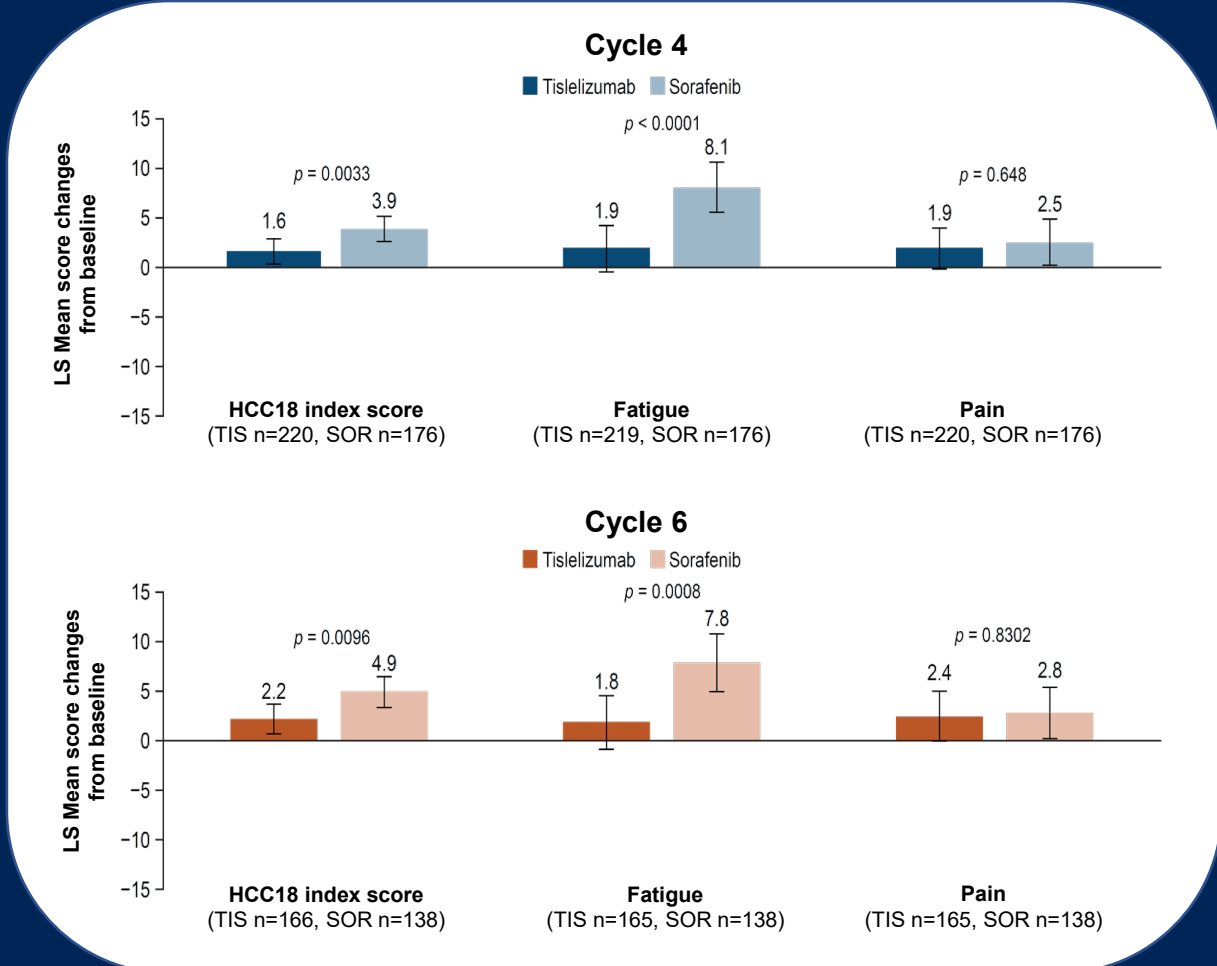 Cycle 4
Tislelizumab Sorafenib
LS Mean score changes
from baseline
15
10
5
0
−5
−10
−15
p = 0.0033
1.6
3.9
p < 0.0001
1.9
8.1
p = 0.648
1.9
2.5
HCC18 index score
(TIS n=220, SOR n=176)
Fatigue
(TIS n=219, SOR n=176)
Pain
(TIS n=220, SOR n=176)
Cycle 6
Tislelizumab Sorafenib
LS Mean score changes
from baseline
15
10
5
0
−5
−10
−15
p = 0.0096
2.2
4.9
p = 0.0008
1.8
7.8
p = 0.8302
2.4
2.8
HCC18 index score
(TIS n=166, SOR n=138)
Fatigue
(TIS n=165, SOR n=138)
Pain
(TIS n=165, SOR n=138)